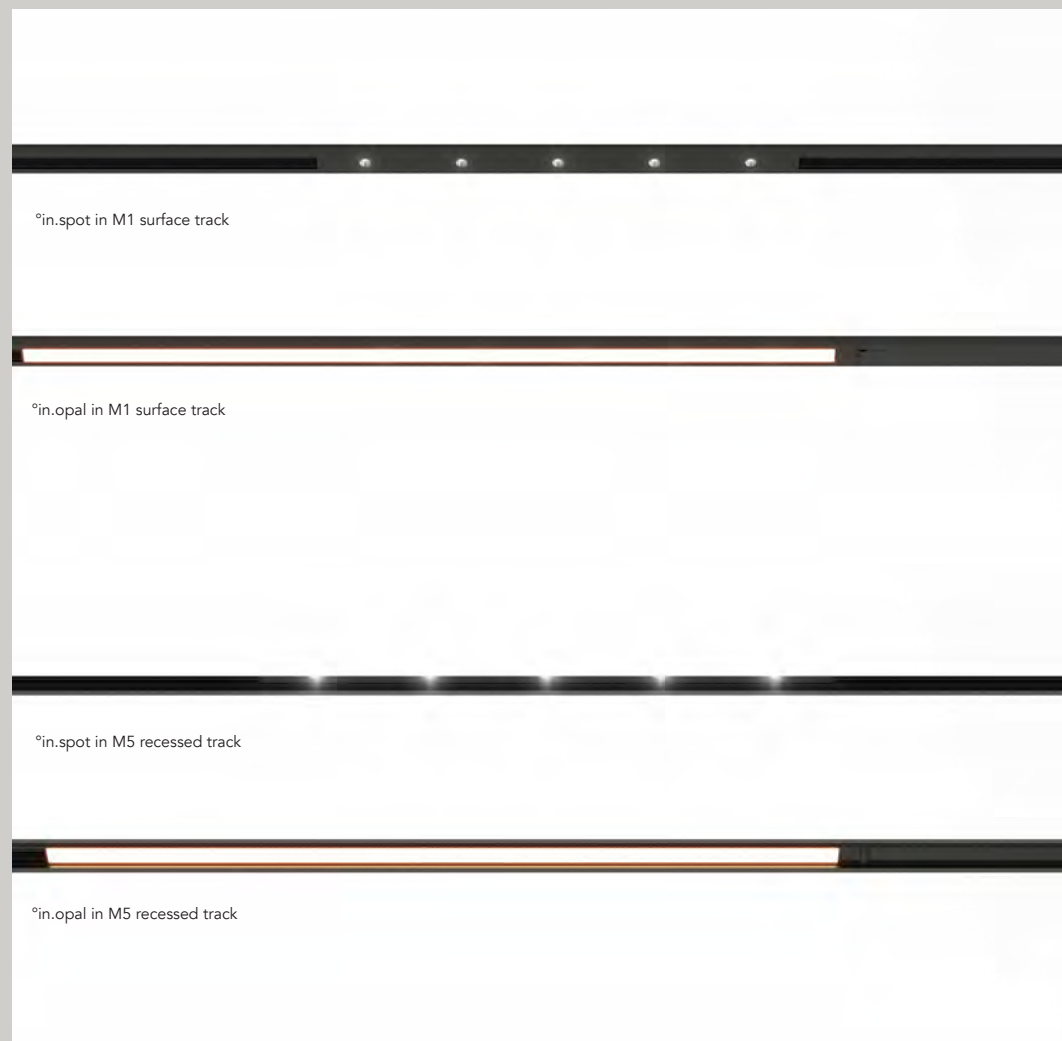 °in.spot in M1 surface track
°in.opal in M1 surface track
°in.spot in M5 recessed track
°in.opal in M5 recessed track